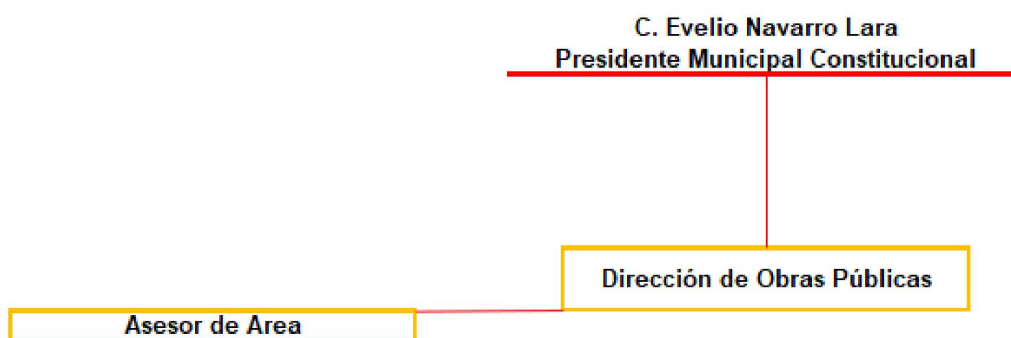 C. Evelio Navarro Lara
Presidente Municipal Constitucional
Dirección de Obras Públicas
Asesor de Area